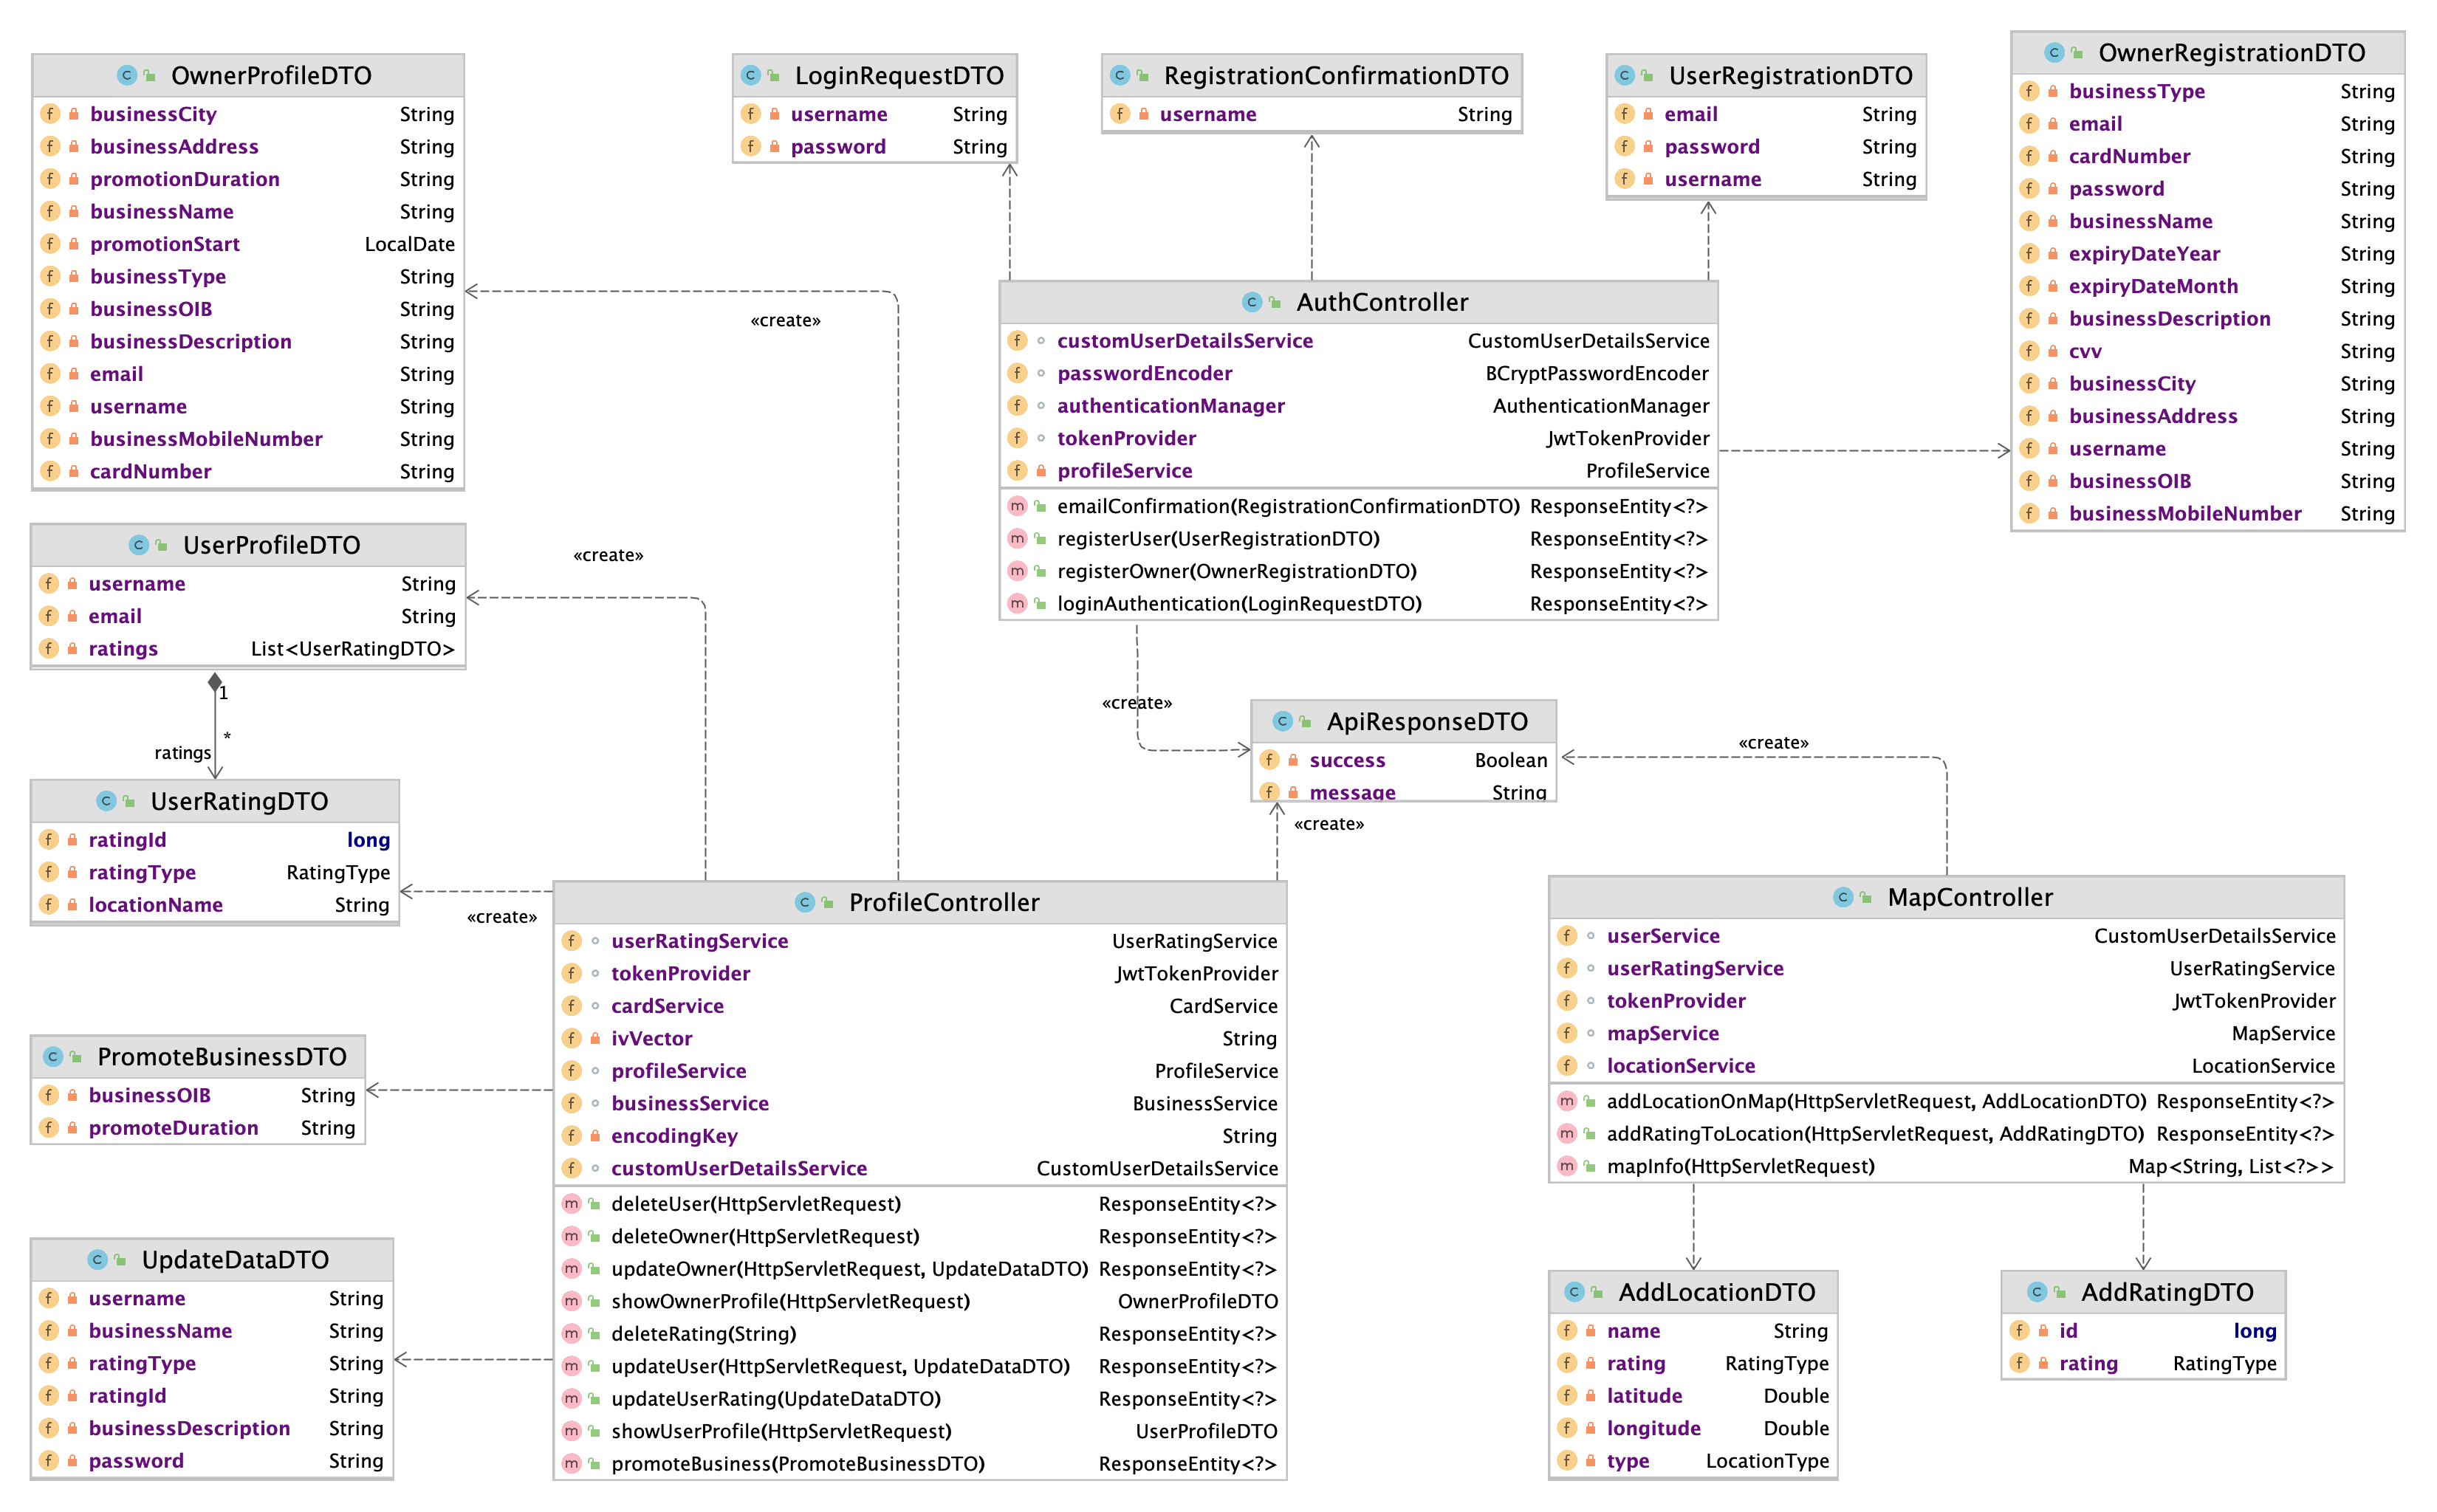 OwnerProfileDTO
businessCity String
businessAddress String
promotionDuration String
businessName String
promotionStart LocalDate
businessType String
businessOIB String
businessDescription String
email String
username String
businessMobileNumber String
cardNumber String
LoginRequestDTO
username String
password String
RegistrationConfirmationDTO
username String
UserRegistrationDTO
email String
password String
username String
OwnerRegistrationDTO
businessType String
email String
cardNumber String
password String
businessName String
expiryDateYear String
expiryDateMonth String
businessDescription String
cvv String
businessCity String
businessAddress String
username String
businessOIB String
businessMobileNumber String
«create»
AuthController
customUserDetailsService CustomUserDetailsService
passwordEncoder BCryptPasswordEncoder
authenticationManager AuthenticationManager
tokenProvider JwtTokenProvider
profileService ProfileService
emailConfirmation(RegistrationConfirmationDTO) ResponseEntity<?>
registerUser(UserRegistrationDTO) ResponseEntity<?>
registerOwner(OwnerRegistrationDTO) ResponseEntity<?>
loginAuthentication(LoginRequestDTO) ResponseEntity<?>
UserProfileDTO
username String
email String
ratings List<UserRatingDTO>
«create»
1
*
ratings
«create»
ApiResponseDTO
success Boolean
message String
«create»
«create»
UserRatingDTO
ratingId long
ratingType RatingType
locationName String
«create»
ProfileController
userRatingService UserRatingService
tokenProvider JwtTokenProvider
cardService CardService
ivVector String
profileService ProfileService
businessService BusinessService
encodingKey String
customUserDetailsService CustomUserDetailsService
deleteUser(HttpServletRequest) ResponseEntity<?>
deleteOwner(HttpServletRequest) ResponseEntity<?>
updateOwner(HttpServletRequest, UpdateDataDTO) ResponseEntity<?>
showOwnerProfile(HttpServletRequest) OwnerProfileDTO
deleteRating(String) ResponseEntity<?>
updateUser(HttpServletRequest, UpdateDataDTO) ResponseEntity<?>
updateUserRating(UpdateDataDTO) ResponseEntity<?>
showUserProfile(HttpServletRequest) UserProfileDTO
promoteBusiness(PromoteBusinessDTO) ResponseEntity<?>
MapController
userService CustomUserDetailsService
userRatingService UserRatingService
tokenProvider JwtTokenProvider
mapService MapService
locationService LocationService
addLocationOnMap(HttpServletRequest, AddLocationDTO) ResponseEntity<?>
addRatingToLocation(HttpServletRequest, AddRatingDTO) ResponseEntity<?>
mapInfo(HttpServletRequest) Map<String, List<?>>
PromoteBusinessDTO
businessOIB String
promoteDuration String
UpdateDataDTO
username String
businessName String
ratingType String
ratingId String
businessDescription String
password String
AddLocationDTO
name String
rating RatingType
latitude Double
longitude Double
type LocationType
AddRatingDTO
id long
rating RatingType